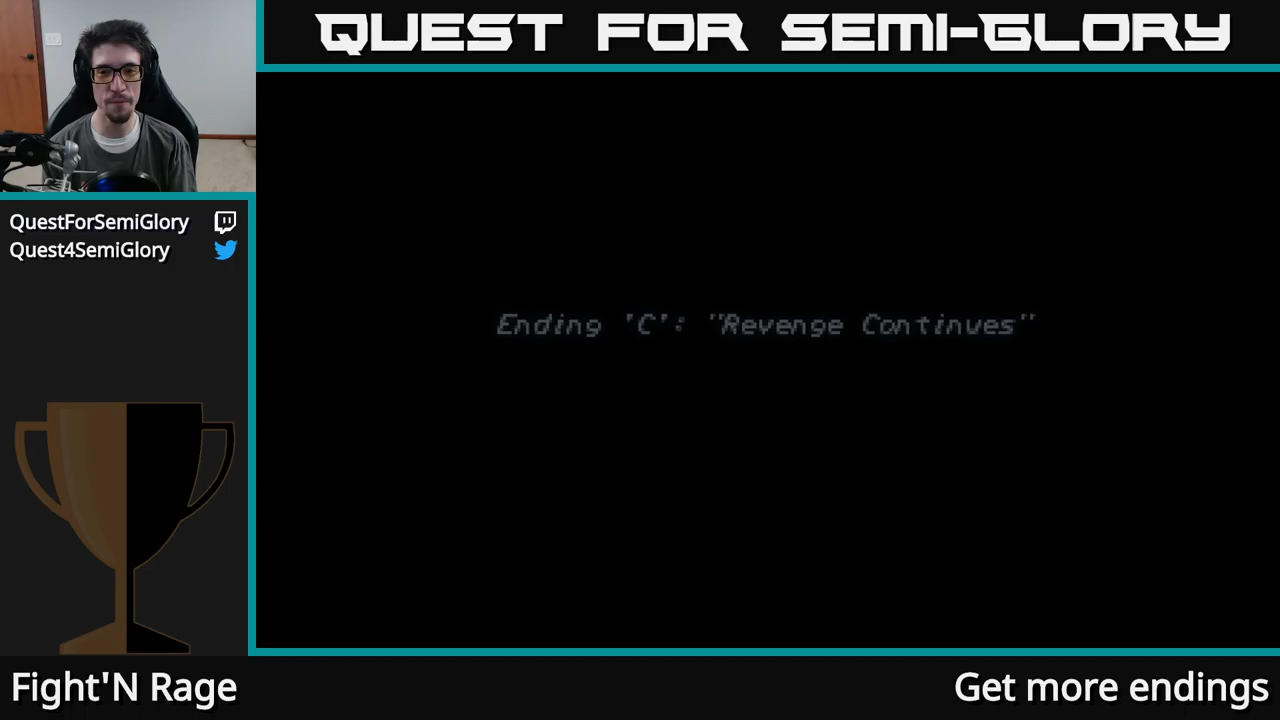 QUEST FOR SEMI-GLORY
QuestForSemiGlory
Quest4SemiGlory
Ending 'C': "Revenge Continues"
Fight'N Rage
Get more endings